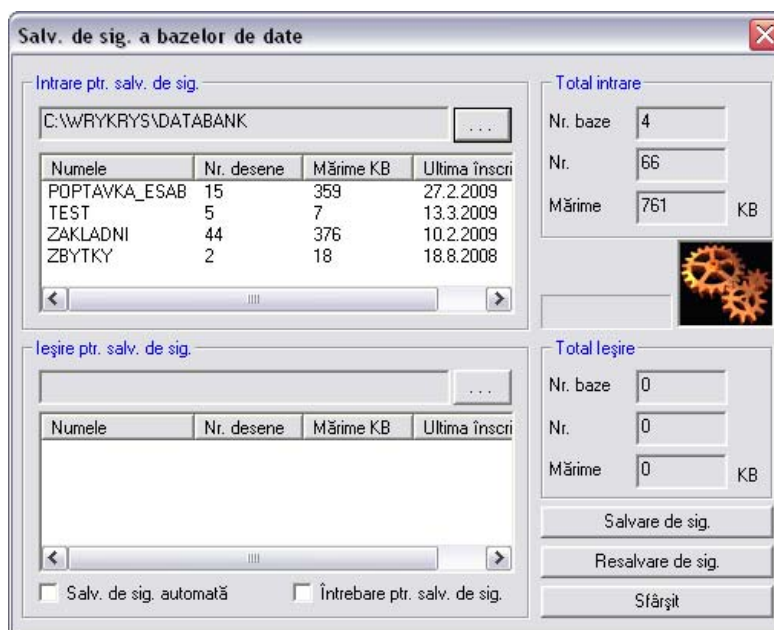 Salv. de sig. a bazelor de date
Intrare ptr. salv. de sig.
C:\WRYKRYS\DATABANK
...
Numele Nr. desene Mărime KB Ultima înscri
POPTAVKA_ESAB 15 359 27.2.2009
TEST 5 7 13.3.2009
ZAKLADNI 44 376 10.2.2009
ZBYTKY 2 18 18.8.2008
Total intrare
Nr. baze 4
Nr. 66
Mărime 761 KB
Ieşire ptr. salv. de sig.
...
Numele Nr. desene Mărime KB Ultima înscri
Salv. de sig. automată Întrebare ptr. salv. de sig.
Total Ieşire
Nr. baze 0
Nr. 0
Mărime 0 KB
Salvare de sig.
Resalvare de sig.
Sfârşit